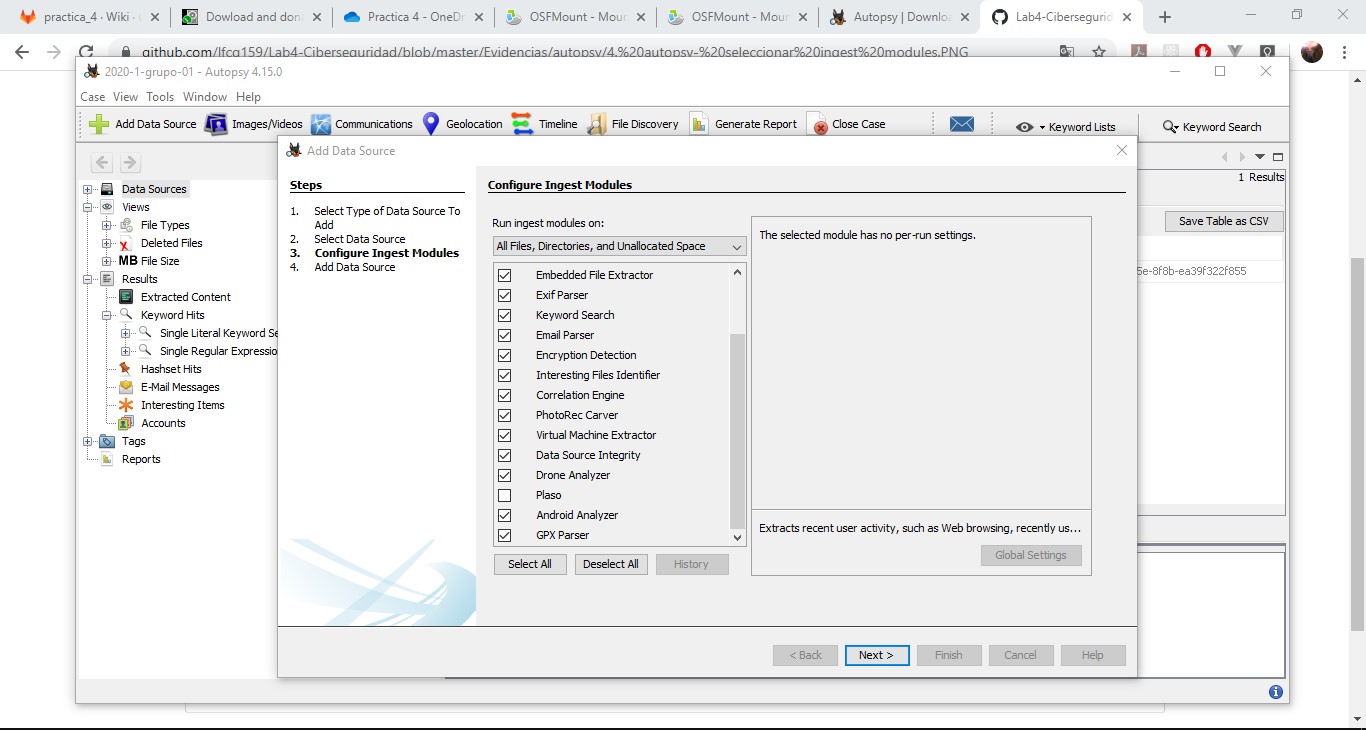 practica_4 · Wiki ·
Dowload and don
Practica 4 - OneDr
OSFMount - Mour
OSFMount - Mour
Autopsy | Downloa
Lab4-Cibersegurid
github.com/lfcg159/Lab4-Ciberseguridad/blob/master/Evidencias/autopsy/4.%20autopsy-%20seleccionar%20ingest%20modules.PNG
2020-1-grupo-01 - Autopsy 4.15.0
Case View Tools Window Help
Add Data Source Images/Videos Communications Geolocation Timeline File Discovery Generate Report Close Case Keyword Lists Keyword Search
Add Data Source
1 Results
Save Table as CSV
5e-8f8b-ea39f322f855
Data Sources
Views
File Types
Deleted Files
MB File Size
Results
Extracted Content
Keyword Hits
Single Literal Keyword Se
Single Regular Expressio
Hashset Hits
E-Mail Messages
Interesting Items
Accounts
Tags
Reports
Steps
1. Select Type of Data Source To
Add
2. Select Data Source
3. Configure Ingest Modules
4. Add Data Source
Configure Ingest Modules
Run ingest modules on:
All Files, Directories, and Unallocated Space
Embedded File Extractor
Exif Parser
Keyword Search
Email Parser
Encryption Detection
Interesting Files Identifier
Correlation Engine
PhotoRec Carver
Virtual Machine Extractor
Data Source Integrity
Drone Analyzer
Plaso
Android Analyzer
GPX Parser
Select All Deselect All History
The selected module has no per-run settings.
Extracts recent user activity, such as Web browsing, recently us...
Global Settings
< Back Next > Finish Cancel Help